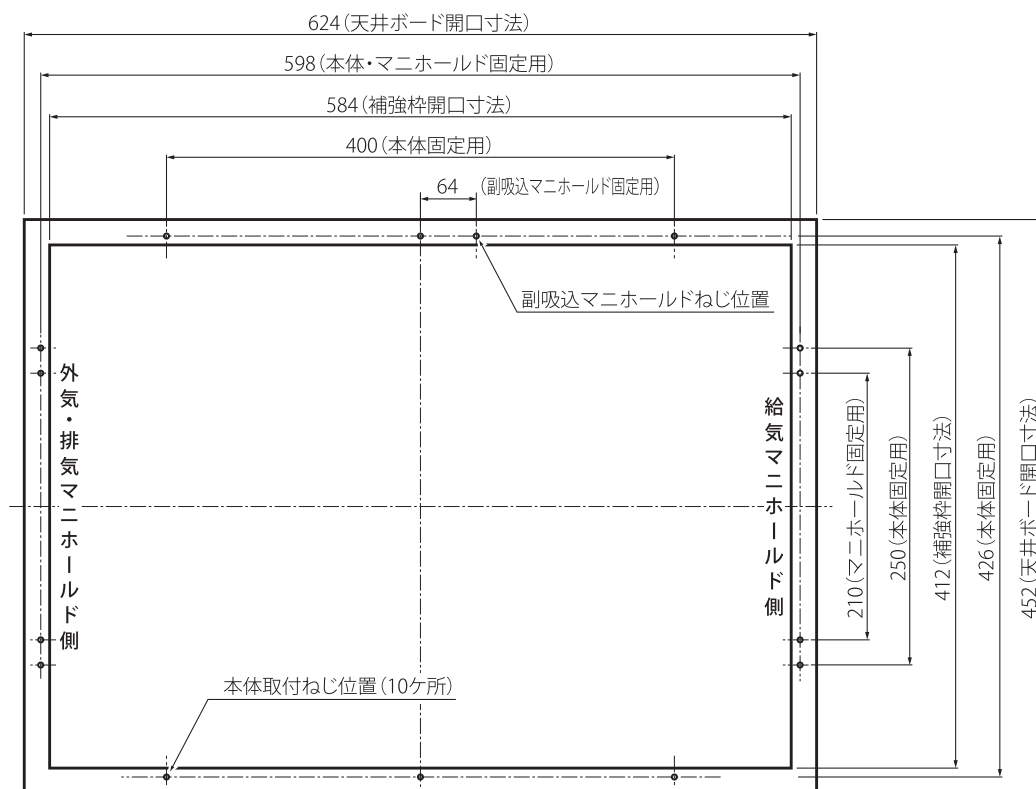 624(天井ボード開口寸法)
598(本体・マニホールド固定用)
584(補強枠開口寸法)
400(本体固定用)
64 (副吸込マニホールド固定用)
副吸込マニホールドねじ位置
外気・排気マニホールド側
給気マニホールド側
210(マニホールド固定用)
250(本体固定用)
412(補強枠開口寸法)
426(本体固定用)
452(天井ボード開口寸法)
本体取付ねじ位置(10ケ所)